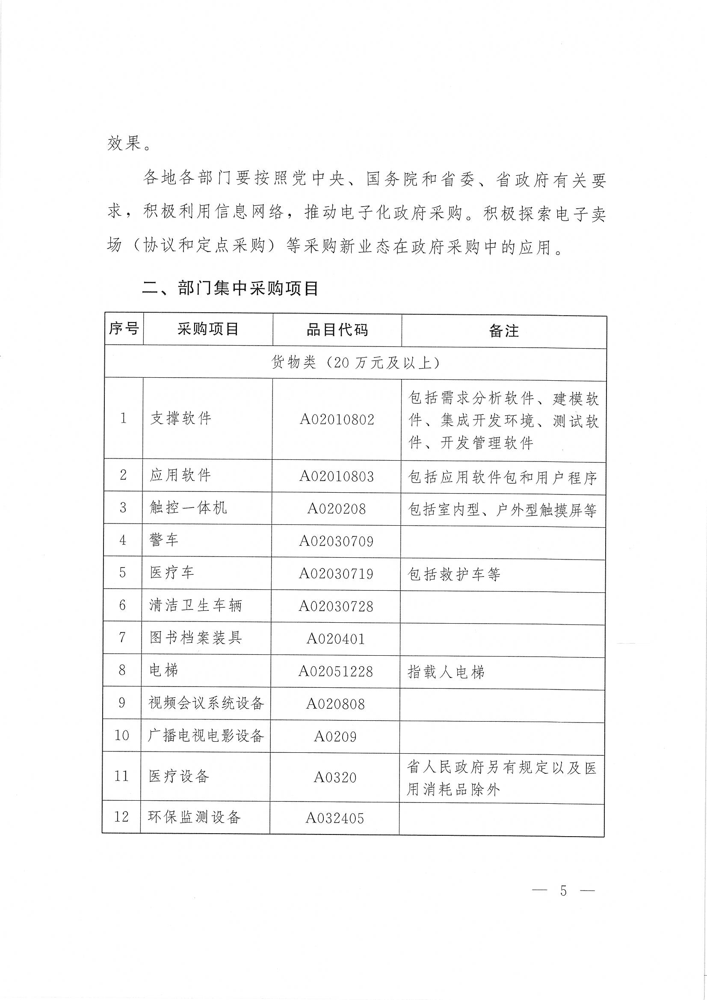 效果。
各地各部门要按照党中央、国务院和省委、省政府有关要
求，积极利用信息网络，推动电子化政府采购。积极探索电子卖
场（协议和定点采购）等采购新业态在政府采购中的应用。
二、部门集中采购项目
序号 采购项目 品目代码 备注
货物类（20 万元及以上）
1 支撑软件 A02010802 包括需求分析软件、建模软
件、集成开发环境、测试软
件、开发管理软件
2 应用软件 A02010803 包括应用软件包和用户程序
3 触控一体机 A020208 包括室内型、户外型触摸屏等
4 警车 A02030709
5 医疗车 A02030719 包括救护车等
6 清洁卫生车辆 A02030728
7 图书档案装具 A020401
8 电梯 A02051228 指载人电梯
9 视频会议系统设备 A020808
10 广播电视电影设备 A0209
11 医疗设备 A0320 省人民政府另有规定以及医
用消耗品除外
12 环保监测设备 A032405
— 5 —